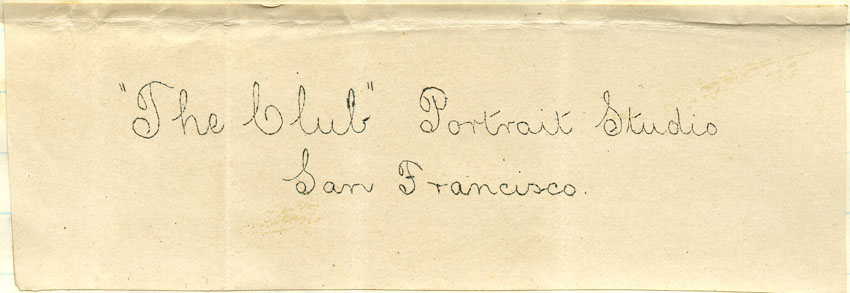 "The Club" Portrait Studio
San Francisco.